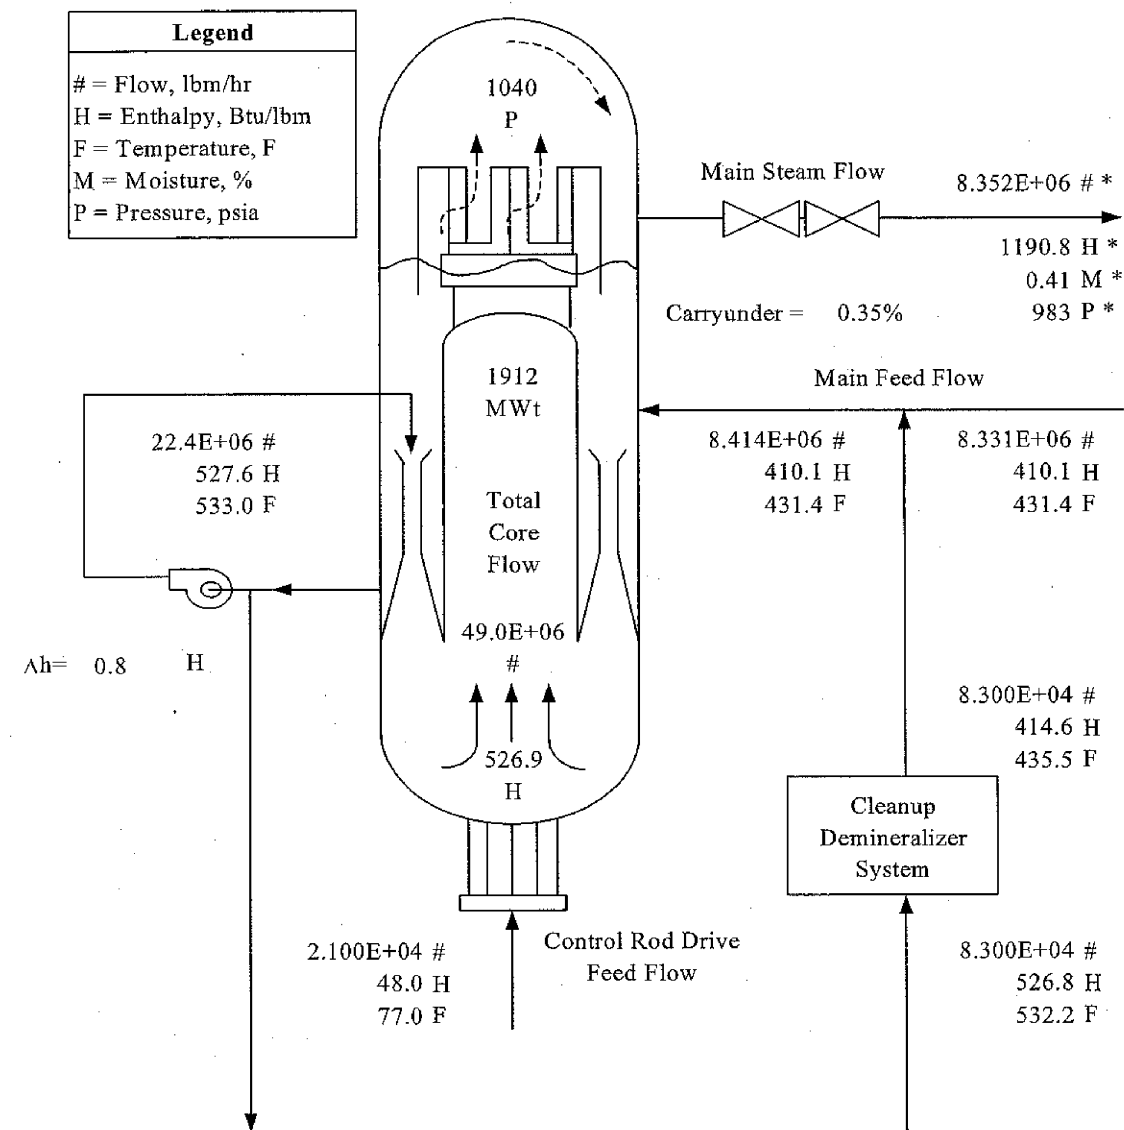 Legend
# = Flow, lbm/hr
H = Enthalpy, Btu/lbm
F = Temperature, F
M = Moisture, %
P = Pressure, psia
1040
P
Main Steam Flow
8.352E+06 # *
1190.8 H *
0.41 M *
983 P *
Carryunder = 0.35%
1912
MWt
Main Feed Flow
22.4E+06 #
527.6 H
533.0 F
8.414E+06 #
410.1 H
431.4 F
8.331E+06 #
410.1 H
431.4 F
Total
Core
Flow
49.0E+06
#
Δh= 0.8 H
526.9
H
8.300E+04 #
414.6 H
435.5 F
Cleanup
Demineralizer
System
2.100E+04 #
48.0 H
77.0 F
Control Rod Drive
Feed Flow
8.300E+04 #
526.8 H
532.2 F